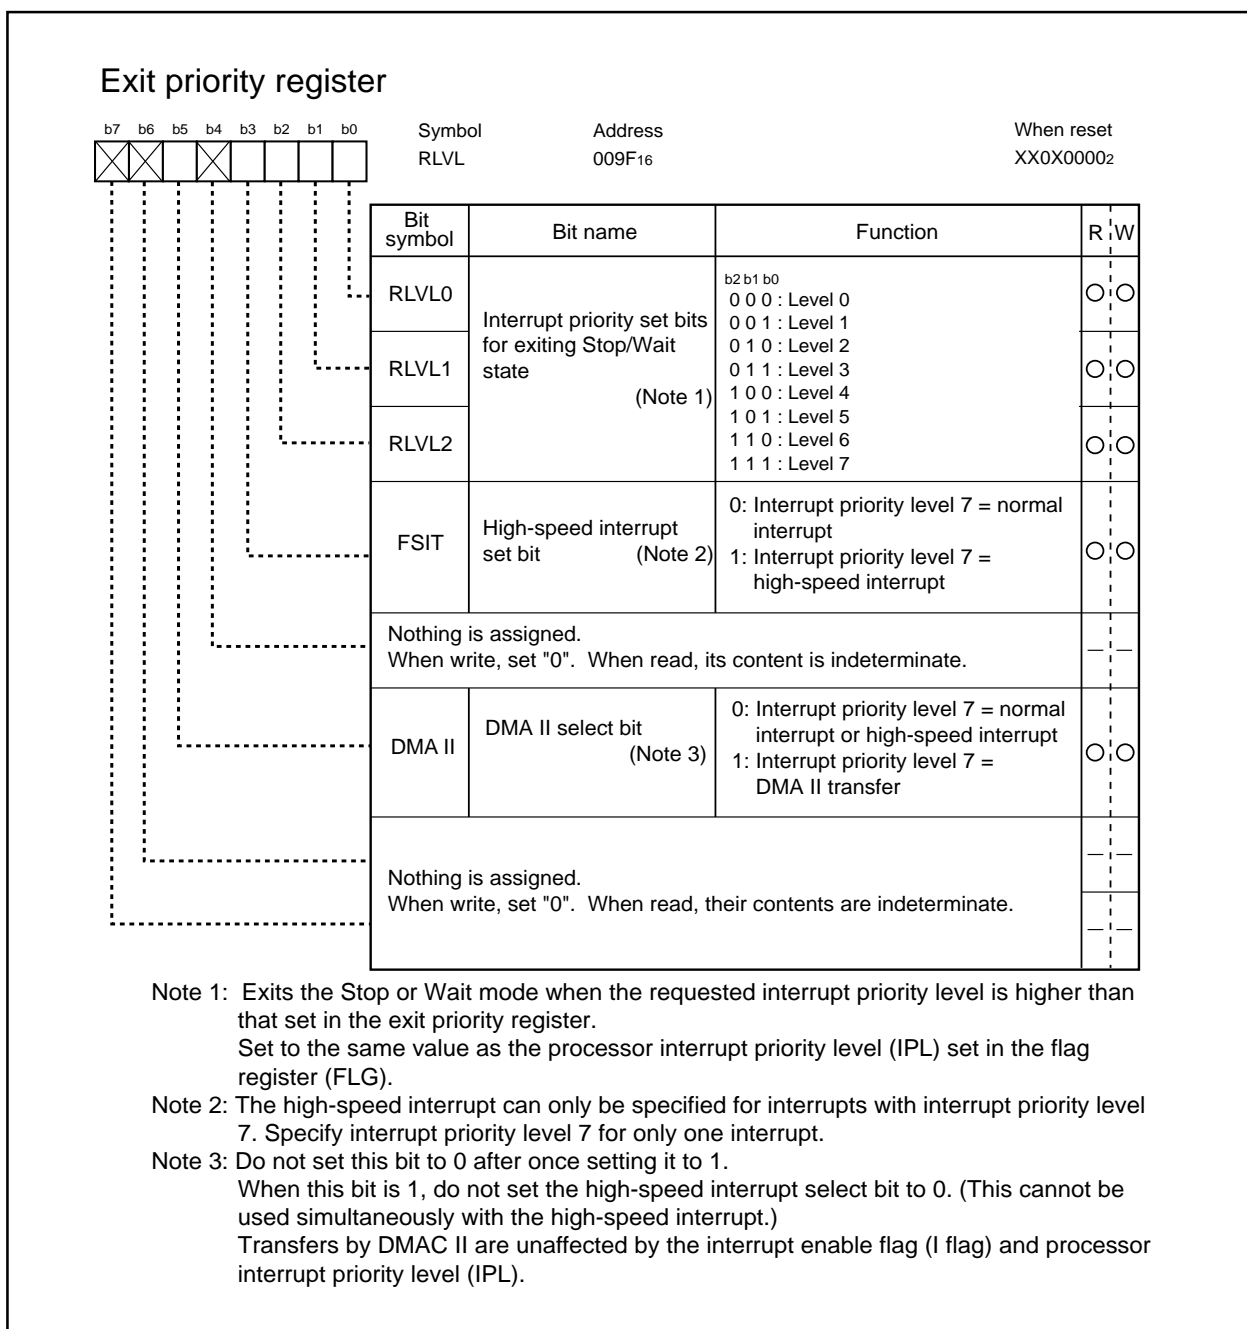 Exit priority register
b7 b6 b5 b4 b3 b2 b1 b0
Symbol Address When reset
RLVL 009F16 XX0X00002
Bit symbol Bit name Function R W
RLVL0
RLVL1
RLVL2
Interrupt priority set bits
for exiting Stop/Wait
state
(Note 1)
b2 b1 b0
0 0 0 : Level 0
0 0 1 : Level 1
0 1 0 : Level 2
0 1 1 : Level 3
1 0 0 : Level 4
1 0 1 : Level 5
1 1 0 : Level 6
1 1 1 : Level 7
FSIT
High-speed interrupt
set bit (Note 2)
0: Interrupt priority level 7 = normal
interrupt
1: Interrupt priority level 7 =
high-speed interrupt
Nothing is assigned.
When write, set "0". When read, its content is indeterminate.
DMA II
DMA II select bit
(Note 3)
0: Interrupt priority level 7 = normal
interrupt or high-speed interrupt
1: Interrupt priority level 7 =
DMA II transfer
Nothing is assigned.
When write, set "0". When read, their contents are indeterminate.
Note 1: Exits the Stop or Wait mode when the requested interrupt priority level is higher than
that set in the exit priority register.
Set to the same value as the processor interrupt priority level (IPL) set in the flag
register (FLG).
Note 2: The high-speed interrupt can only be specified for interrupts with interrupt priority level
7. Specify interrupt priority level 7 for only one interrupt.
Note 3: Do not set this bit to 0 after once setting it to 1.
When this bit is 1, do not set the high-speed interrupt select bit to 0. (This cannot be
used simultaneously with the high-speed interrupt.)
Transfers by DMAC II are unaffected by the interrupt enable flag (I flag) and processor
interrupt priority level (IPL).